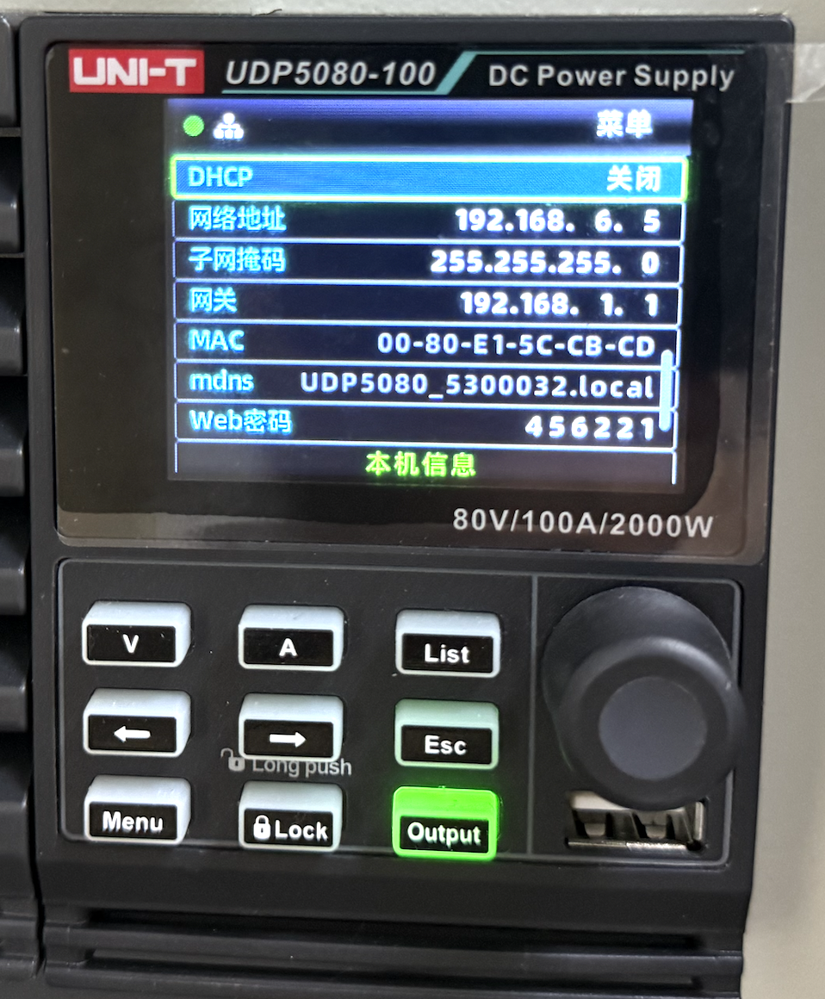 UNI-T UDP5080-100 DC Power Supply
菜单
DHCP 关闭
网络地址 192.168. 6. 5
子网掩码 255.255.255. 0
网关 192.168. 1. 1
MAC 00-80-E1-5C-CB-CD
mdns UDP5080_5300032.local
Web密码 456221
本机信息
80V/100A/2000W
V A List
← → Esc
Long push
Menu Lock Output